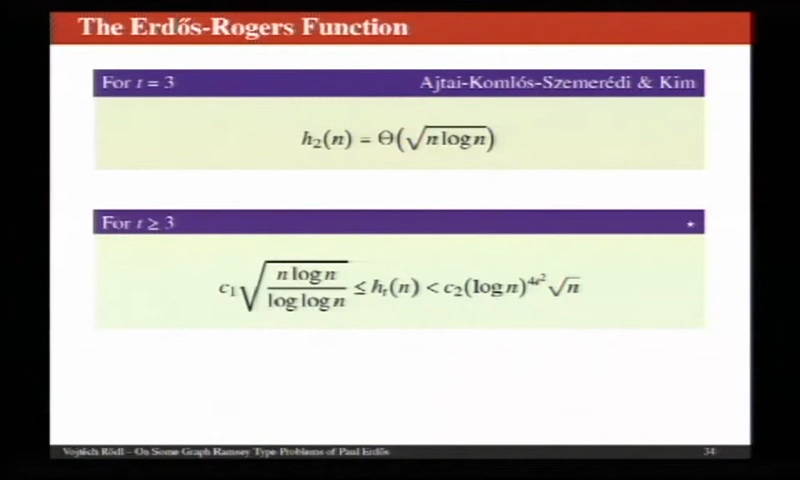 The Erdős-Rogers Function
For t = 3 Ajtai-Komlós-Szemerédi & Kim
h₂(n) = Θ(√(n log n))
For t ≥ 3 *
c₁√(n log n / log log n) ≤ hₜ(n) < c₂(log n)^{4t²} √n
Vojtěch Rödl – On Some Graph Ramsey Type Problems of Paul Erdős 34